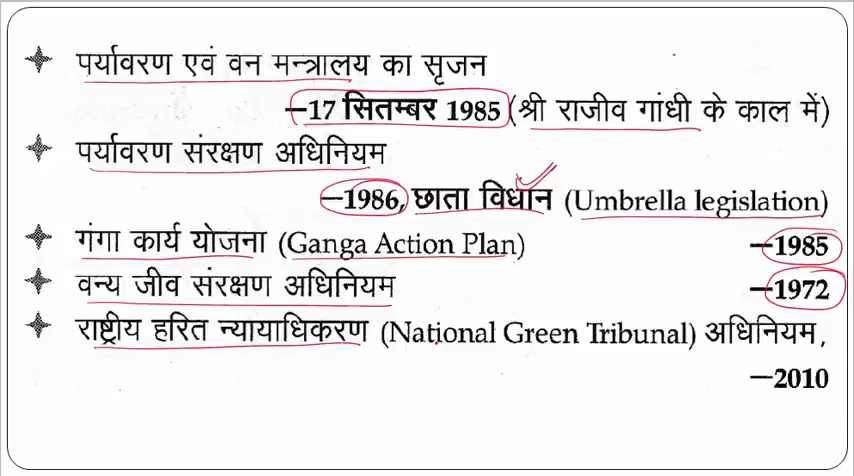 पर्यावरण एवं वन मन्त्रालय का सृजन
—17 सितम्बर 1985 (श्री राजीव गांधी के काल में)
पर्यावरण संरक्षण अधिनियम
—1986, छाता विधान (Umbrella legislation)
गंगा कार्य योजना (Ganga Action Plan) —1985
वन्य जीव संरक्षण अधिनियम —1972
राष्ट्रीय हरित न्यायाधिकरण (National Green Tribunal) अधिनियम,
—2010